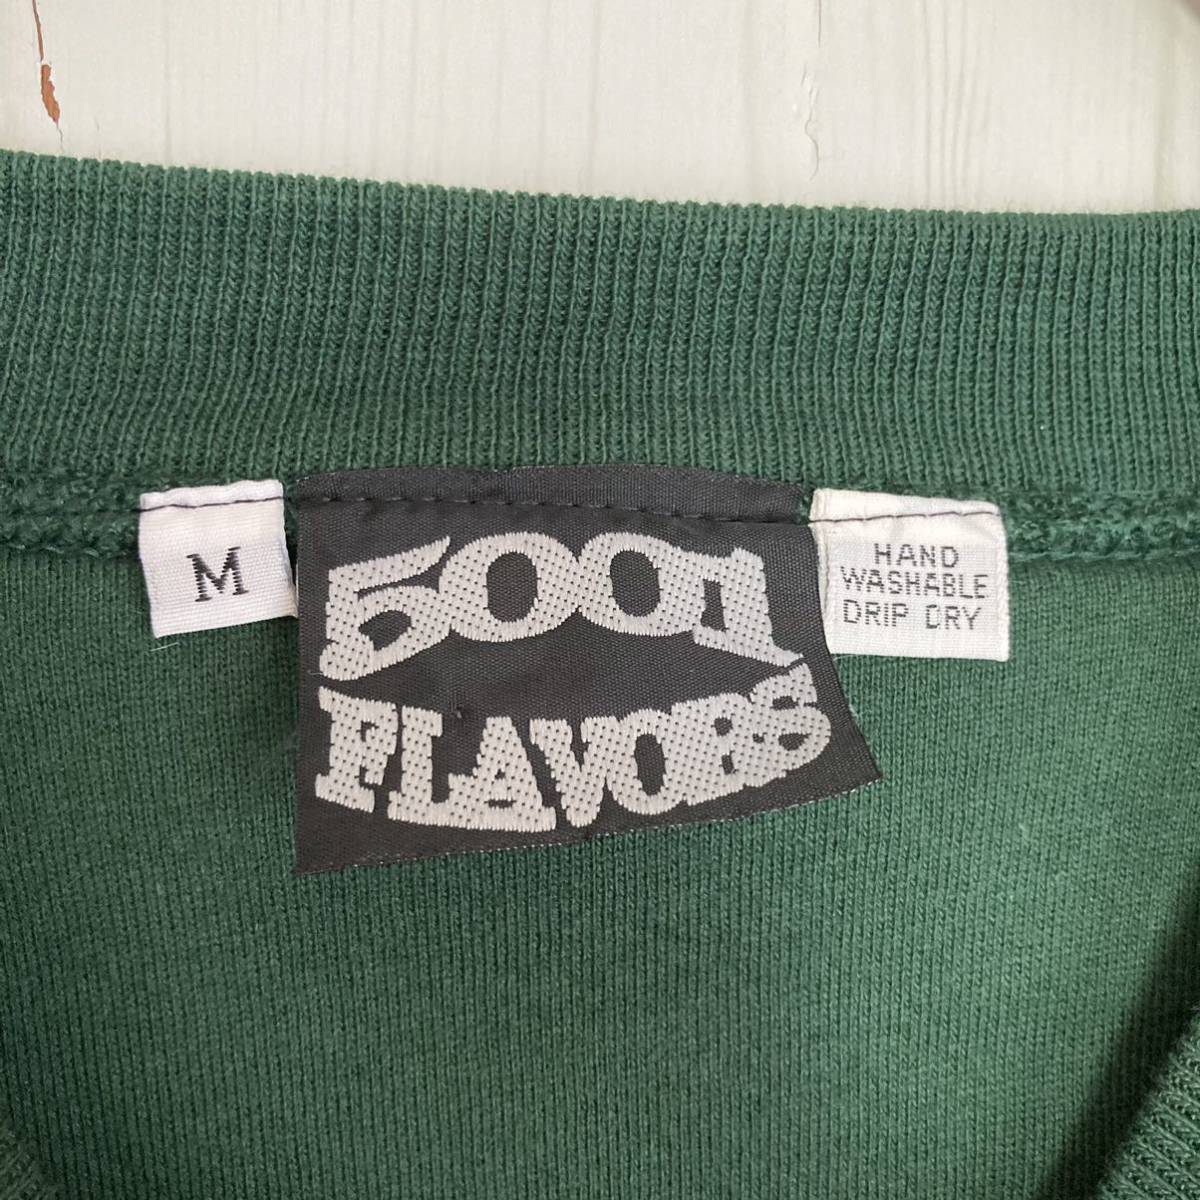 M
5001
FLAVORS
HAND
WASHABLE
DRIP DRY